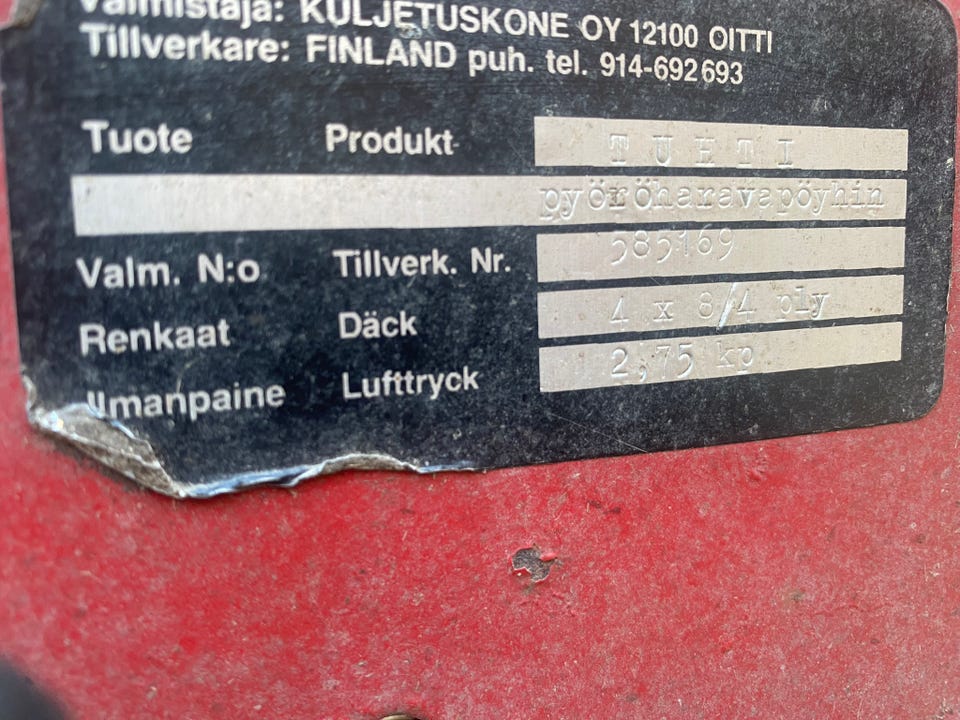 Valmistaja: KULJETUSKONE OY 12100 OITTI
Tillverkare: FINLAND puh. tel. 914-692693
Tuote Produkt TUHTI
pyöröharavapöyhin
Valm. N:o Tillverk. Nr. 585169
Renkaat Däck 4 x 8/4 ply
Ilmanpaine Lufttryck 2,75 kp